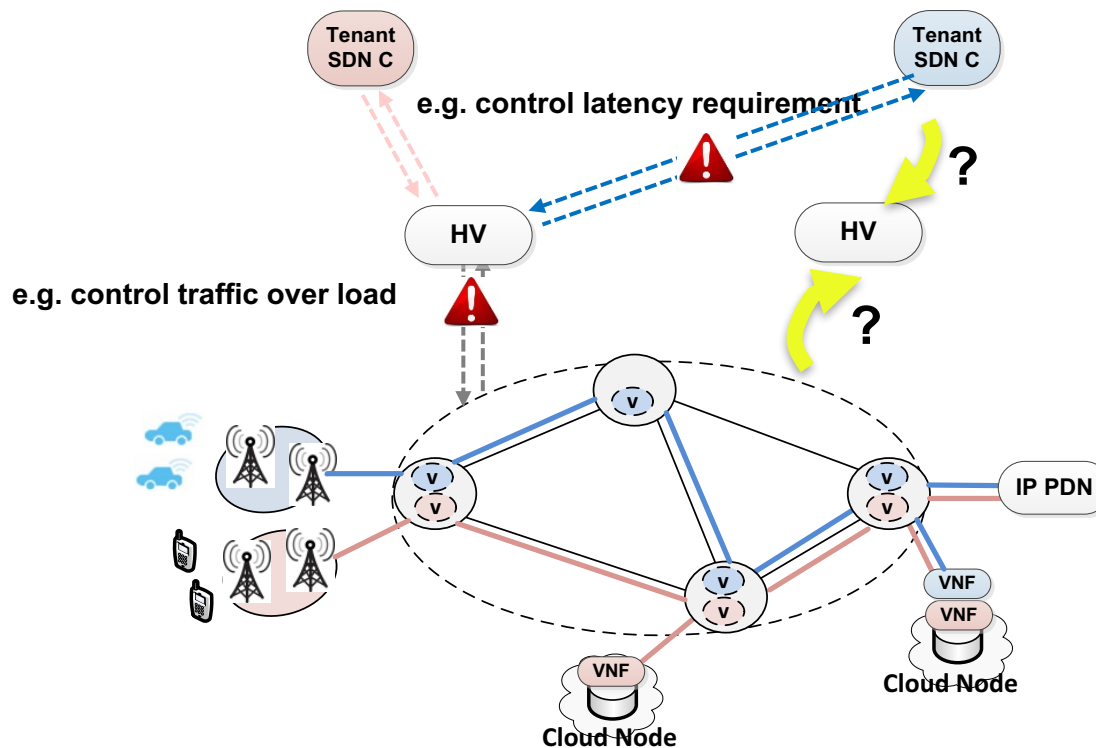 Tenant
SDN C
Tenant
SDN C
e.g. control latency requirement
?
HV
HV
e.g. control traffic over load
?
v
v
v
v
v
IP PDN
v
v
VNF
VNF
VNF
Cloud Node
Cloud Node